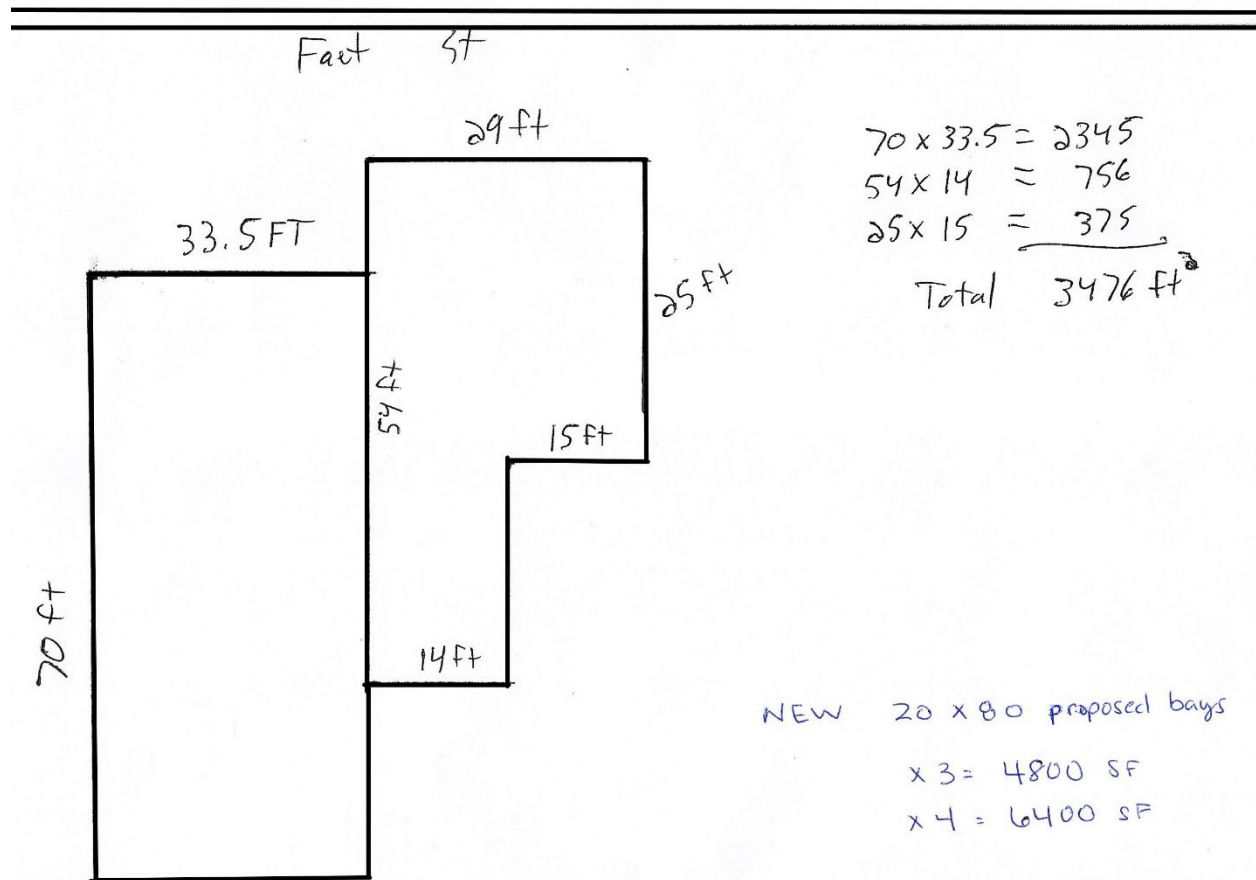 St
29 ft
33.5 FT
25 ft
54 ft
15 ft
14 ft
70 ft
70 x 33.5 = 2345
54 x 14 = 756
25 x 15 = 375
Total 3476 ft²
NEW 20 x 80 proposed bays
x 3 = 4800 SF
x 4 = 6400 SF